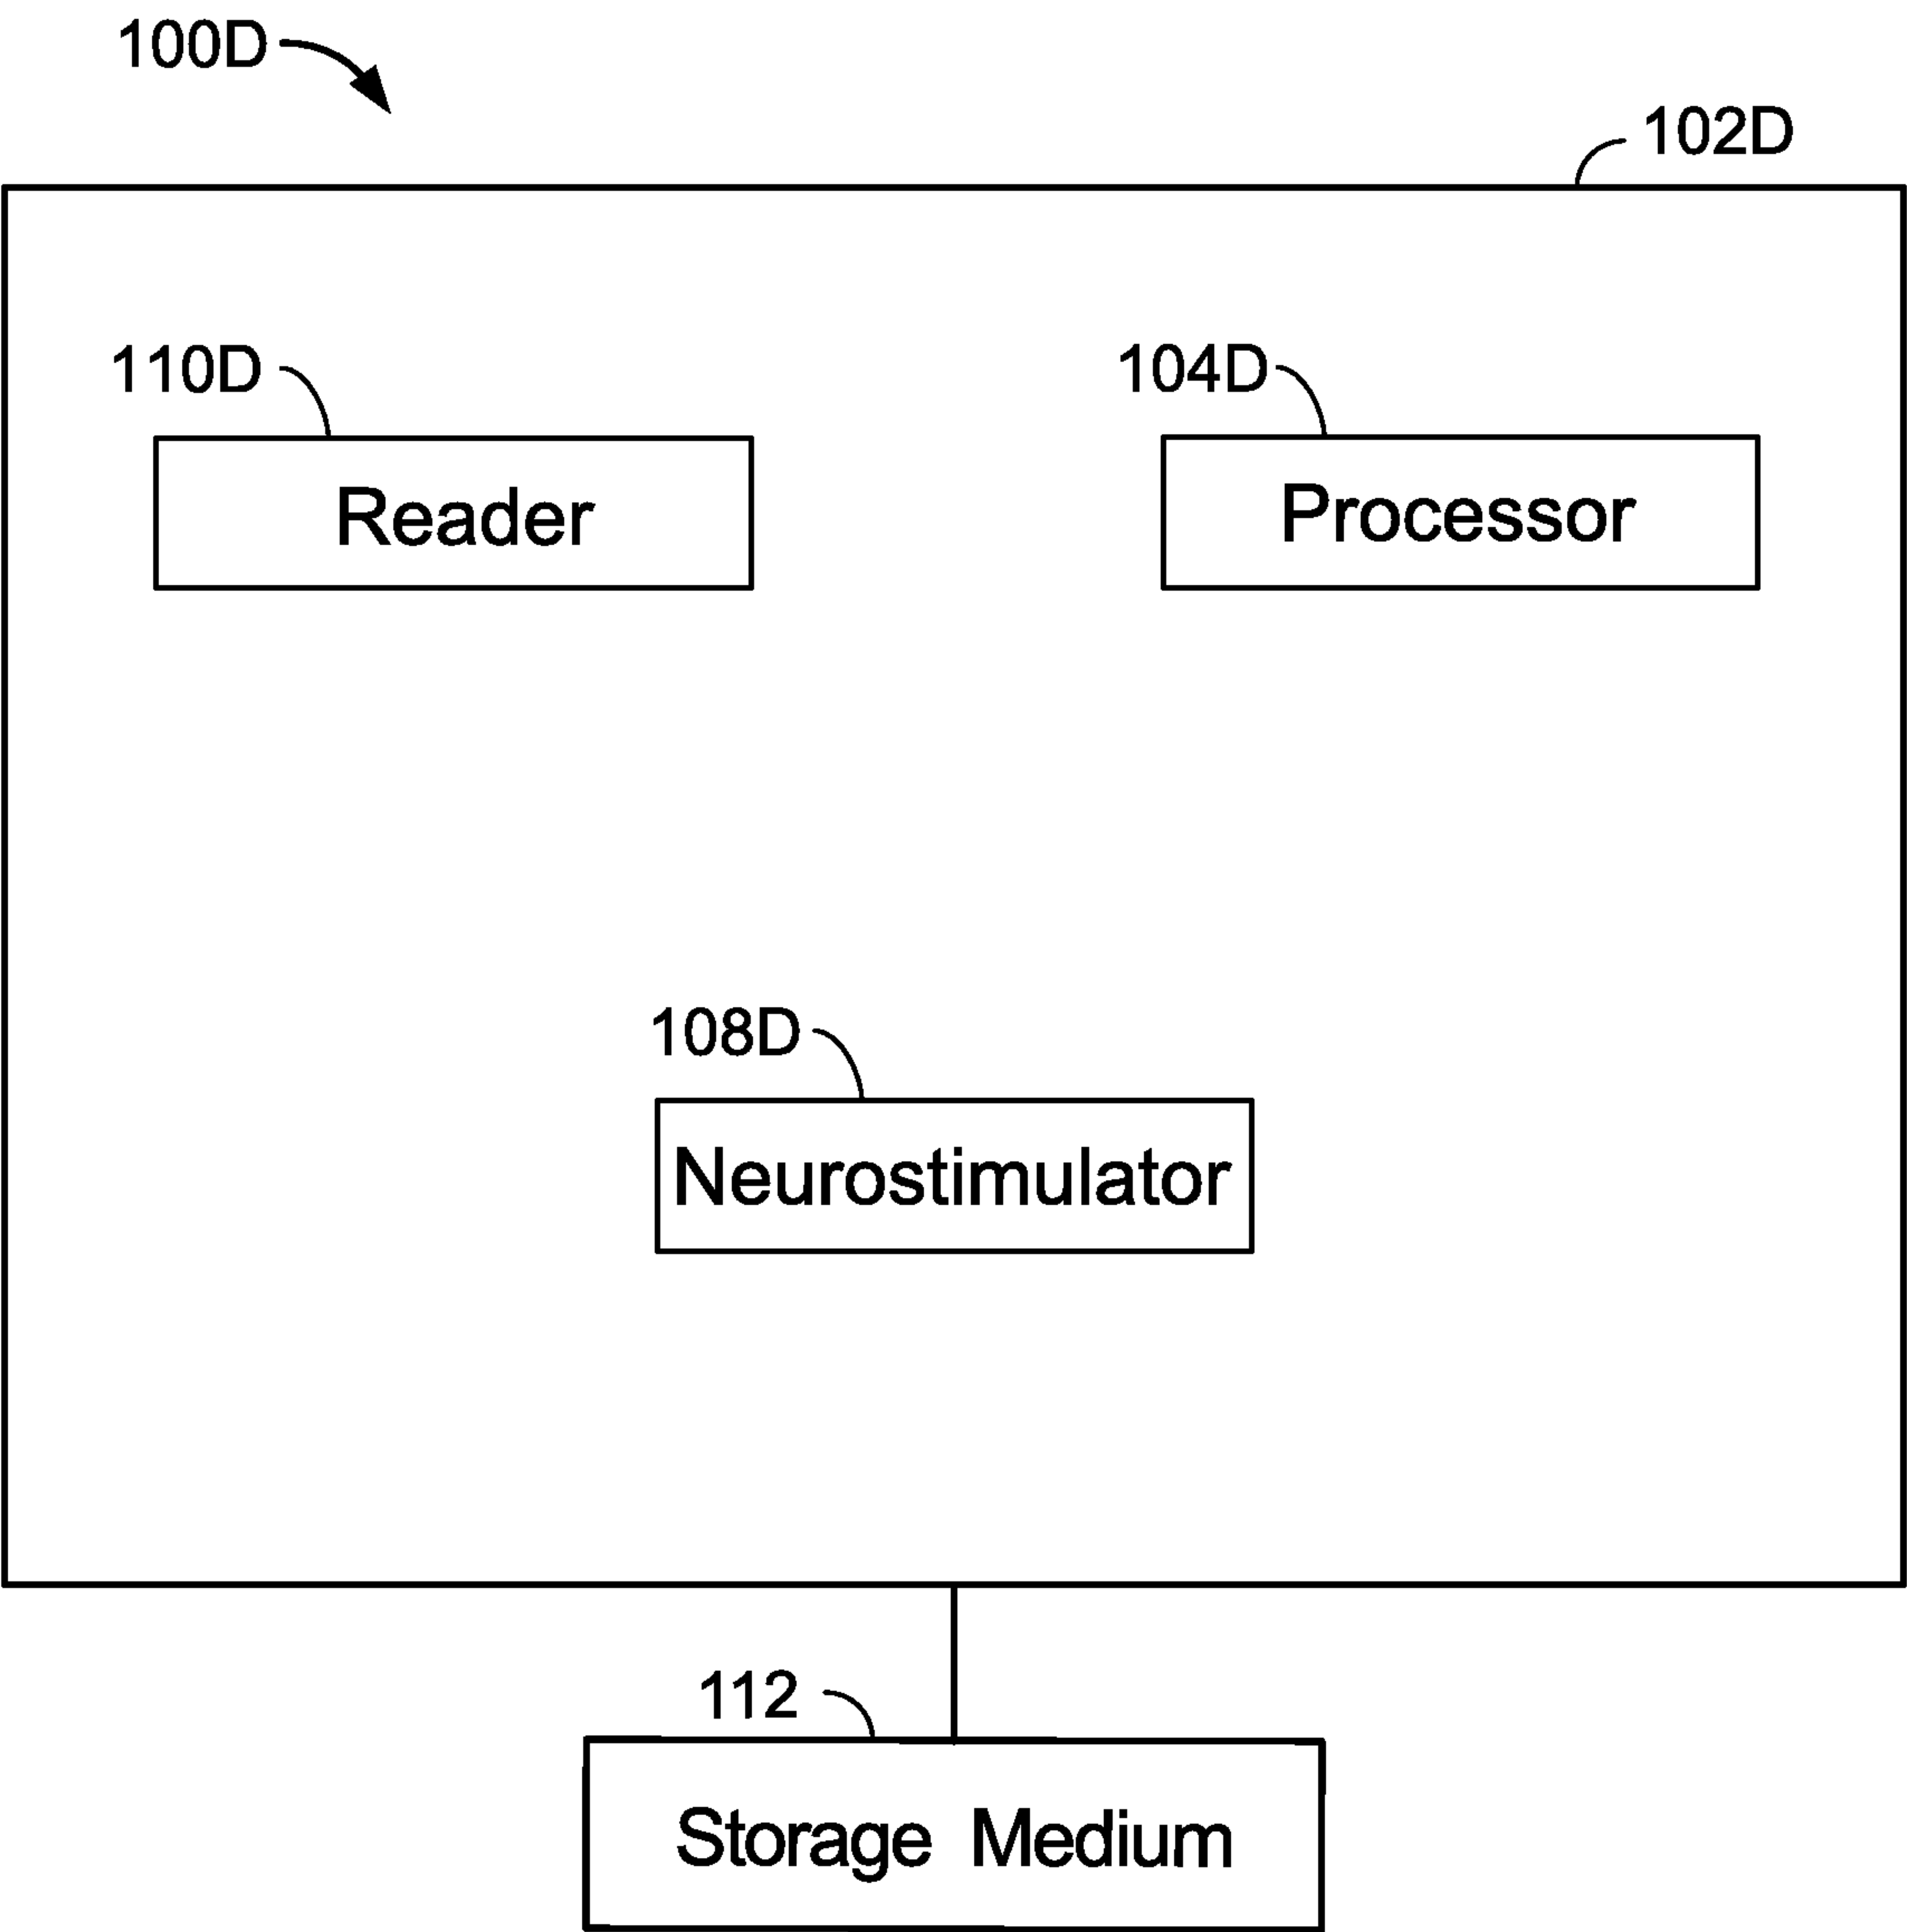 100D
102D
110D
104D
Reader
Processor
108D
Neurostimulator
112
Storage Medium